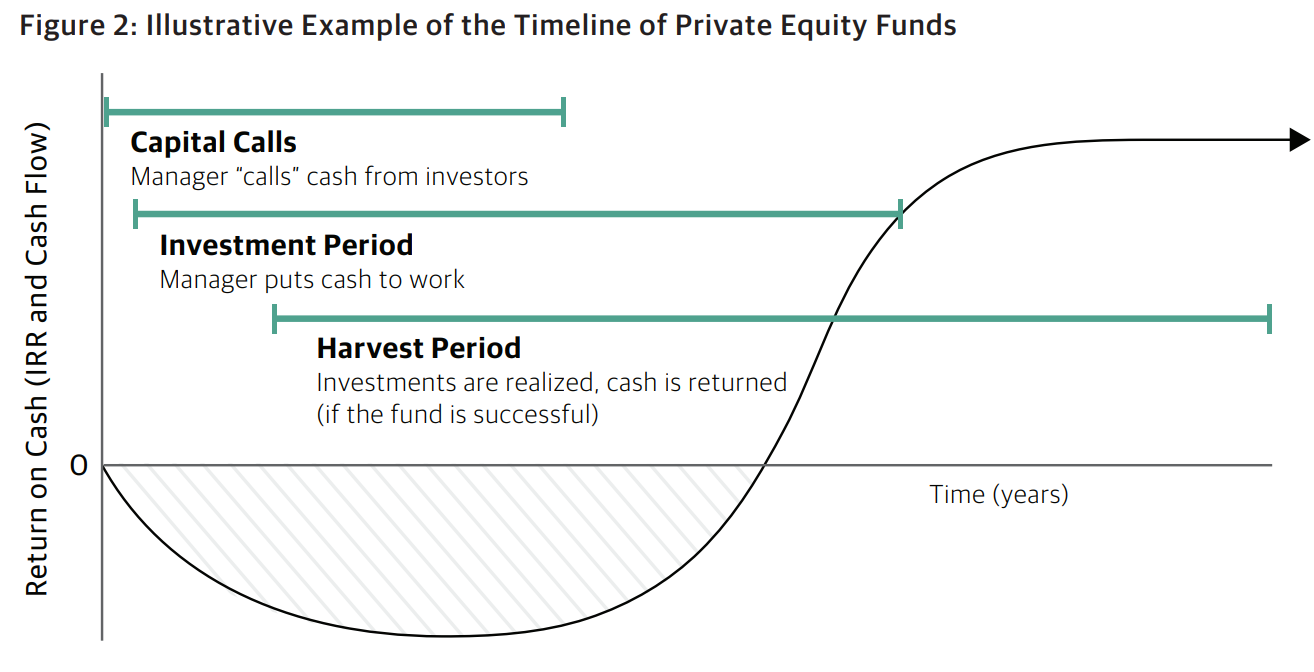 Figure 2: Illustrative Example of the Timeline of Private Equity Funds
Return on Cash (IRR and Cash Flow)
Capital Calls
Manager “calls” cash from investors
Investment Period
Manager puts cash to work
Harvest Period
Investments are realized, cash is returned
(if the fund is successful)
0
Time (years)